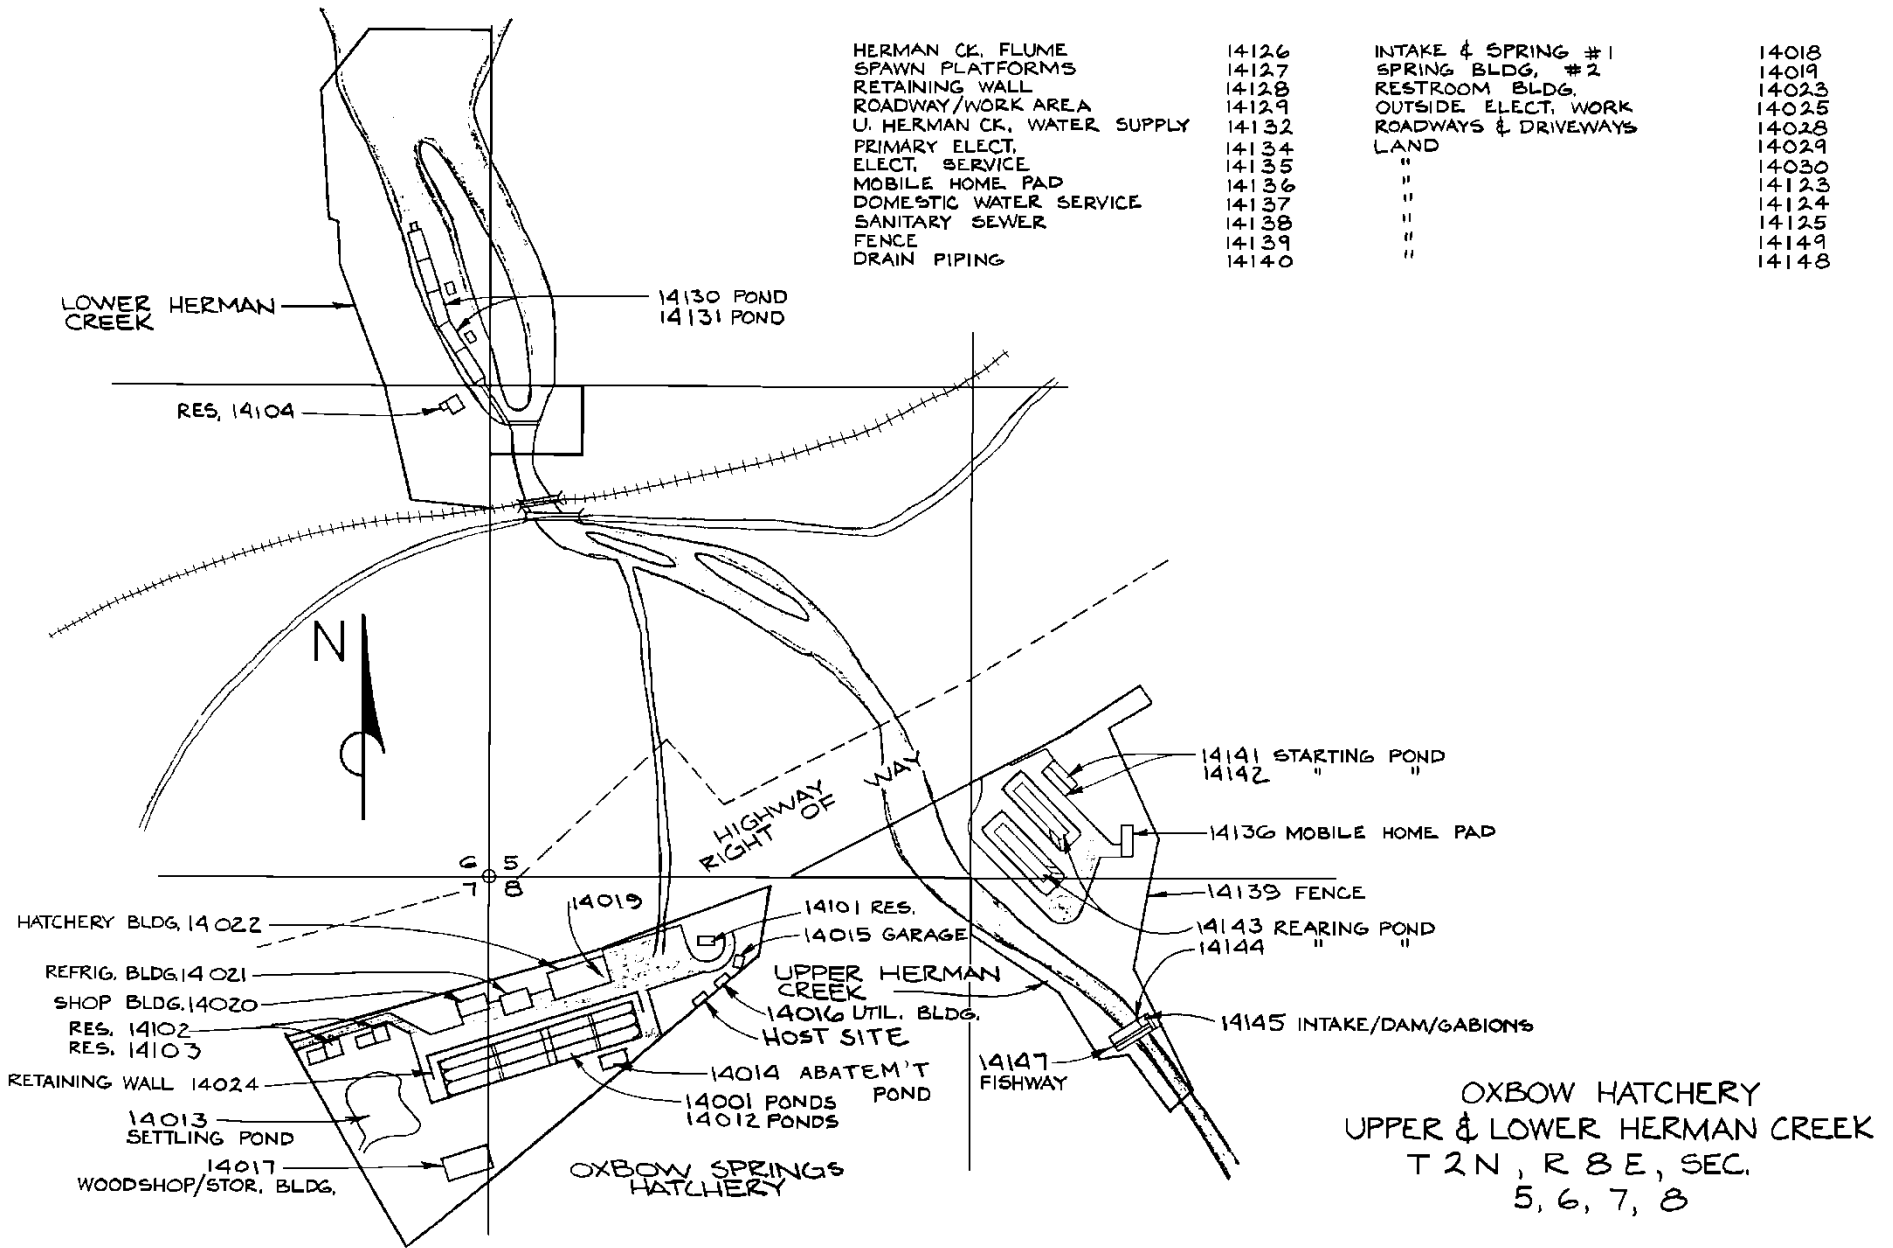 HERMAN CK. FLUME 14126 INTAKE & SPRING #1 14018
SPAWN PLATFORMS 14127 SPRING BLDG. #2 14019
RETAINING WALL 14128 RESTROOM BLDG. 14023
ROADWAY/WORK AREA 14129 OUTSIDE ELECT. WORK 14025
U. HERMAN CK. WATER SUPPLY 14132 ROADWAYS & DRIVEWAYS 14028
PRIMARY ELECT. 14134 LAND 14029
ELECT. SERVICE 14135 " 14030
MOBILE HOME PAD 14136 " 14123
DOMESTIC WATER SERVICE 14137 " 14124
SANITARY SEWER 14138 " 14125
FENCE 14139 " 14149
DRAIN PIPING 14140 " 14148
LOWER HERMAN
CREEK
14130 POND
14131 POND
RES. 14104
N
HIGHWAY
RIGHT OF WAY
14141 STARTING POND
14142 " "
14136 MOBILE HOME PAD
6 5
7 8
14139 FENCE
14143 REARING POND
14144 " "
HATCHERY BLDG. 14022
14019
14101 RES.
14015 GARAGE
REFRIG. BLDG. 14021
UPPER HERMAN
CREEK
SHOP BLDG. 14020
14016 UTIL. BLDG.
HOST SITE
RES. 14102
RES. 14103
14145 INTAKE/DAM/GABIONS
14147
FISHWAY
RETAINING WALL 14024
14014 ABATEM'T
POND
14001 PONDS
14012 PONDS
14013
SETTLING POND
14017
WOODSHOP/STOR. BLDG.
OXBOW SPRINGS
HATCHERY
OXBOW HATCHERY
UPPER & LOWER HERMAN CREEK
T 2 N, R 8 E, SEC.
5, 6, 7, 8